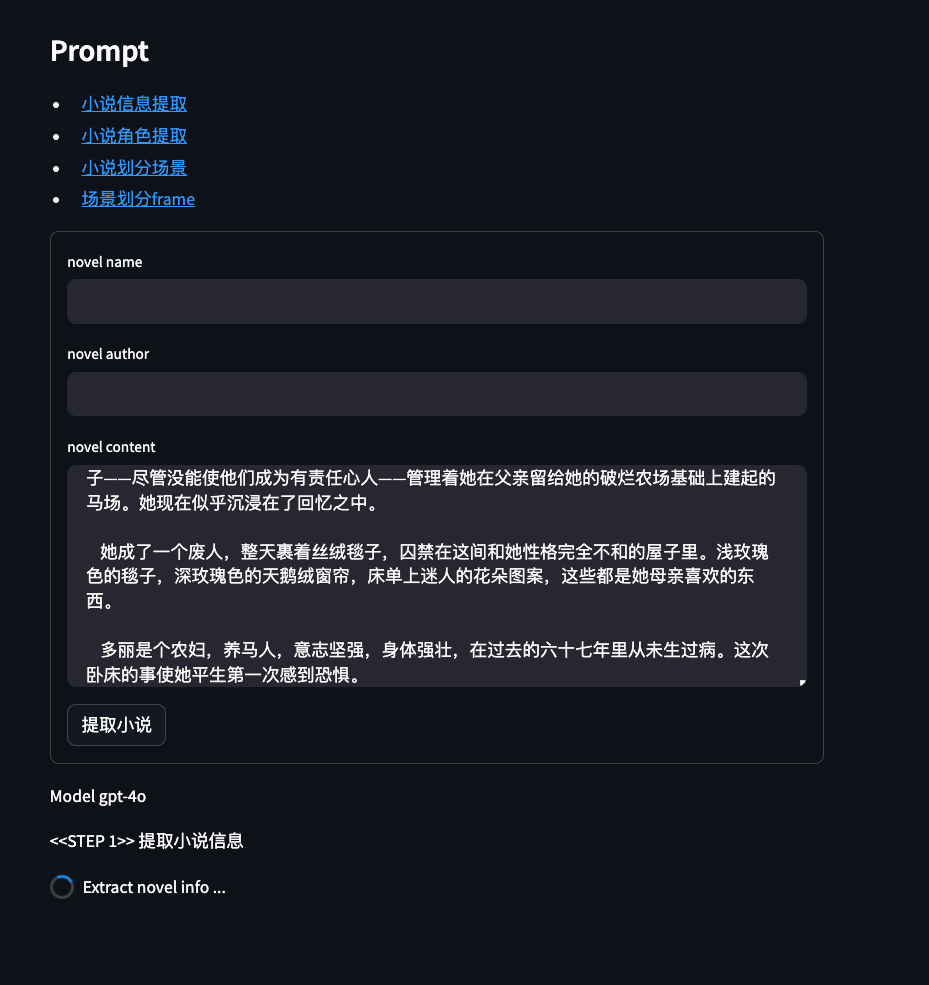 Prompt
小说信息提取
小说角色提取
小说划分场景
场景划分frame
novel name
novel author
novel content
子——尽管没能使他们成为有责任心人——管理着她在父亲留给她的破烂农场基础上建起的
马场。她现在似乎沉浸在了回忆之中。
她成了一个废人，整天裹着丝绒毯子，囚禁在这间和她性格完全不和的屋子里。浅玫瑰
色的毯子，深玫瑰色的天鹅绒窗帘，床单上迷人的花朵图案，这些都是她母亲喜欢的东
西。
多丽是个农妇，养马人，意志坚强，身体强壮，在过去的六十七年里从未生过病。这次
卧床的事使她平生第一次感到恐惧。
提取小说
Model gpt-4o
<<STEP 1>> 提取小说信息
Extract novel info ...